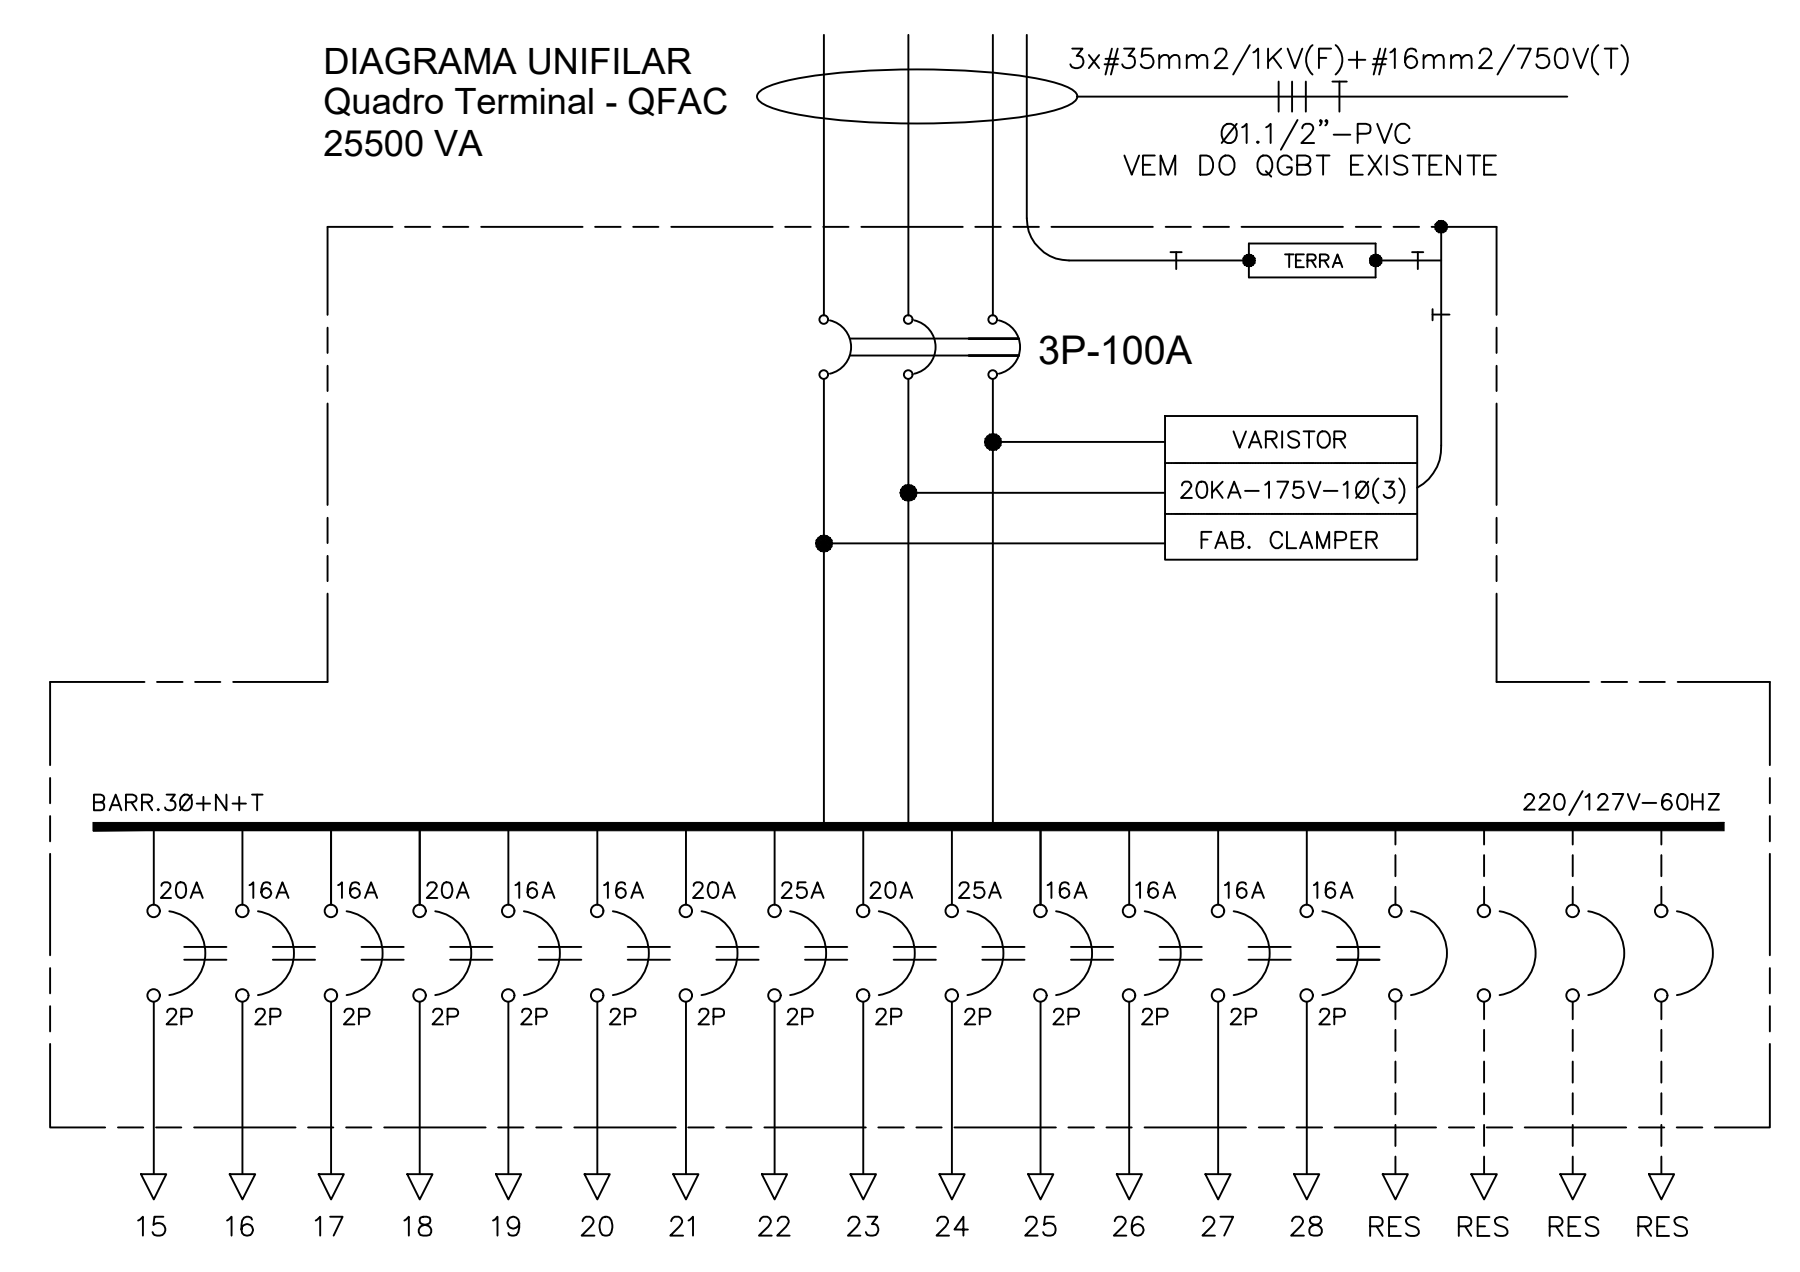 DIAGRAMA UNIFILAR
Quadro Terminal - QFAC
25500 VA
3x#35mm2/1KV(F)+#16mm2/750V(T)
Ø1.1/2"-PVC
VEM DO QGBT EXISTENTE
T TERRA T
T
3P-100A
VARISTOR
20KA-175V-1Ø(3)
FAB. CLAMPER
BARR.3Ø+N+T 220/127V-60HZ
20A 16A 16A 20A 16A 16A 20A 25A 20A 25A 16A 16A 16A 16A
2P 2P 2P 2P 2P 2P 2P 2P 2P 2P 2P 2P 2P 2P
15 16 17 18 19 20 21 22 23 24 25 26 27 28 RES RES RES RES